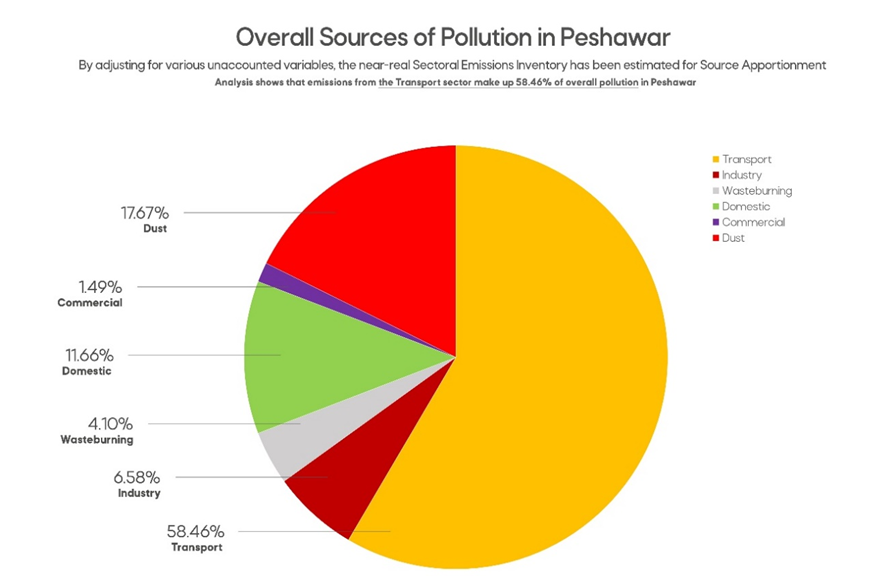 Overall Sources of Pollution in Peshawar
By adjusting for various unaccounted variables, the near-real Sectoral Emissions Inventory has been estimated for Source Apportionment
Analysis shows that emissions from the Transport sector make up 58.46% of overall pollution in Peshawar
Transport
Industry
Wasteburning
Domestic
Commercial
Dust
17.67%
Dust
1.49%
Commercial
11.66%
Domestic
4.10%
Wasteburning
6.58%
Industry
58.46%
Transport